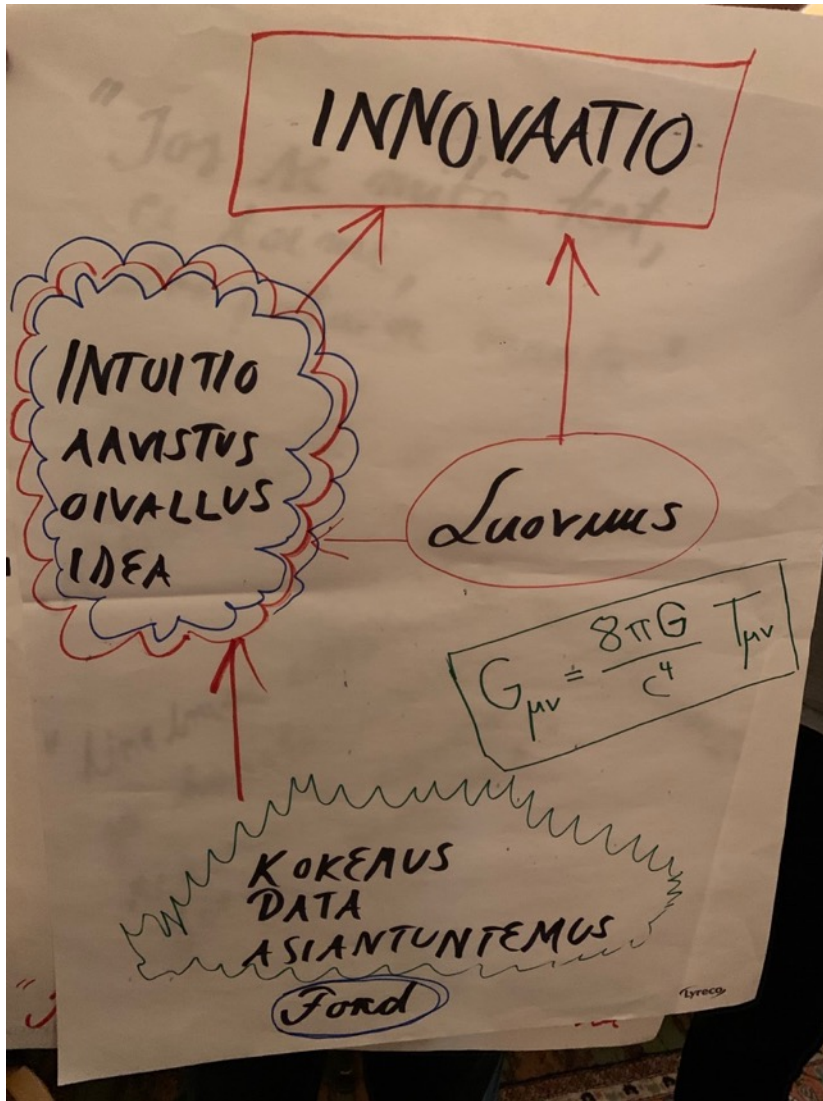 INNOVAATIO
INTUITIO
AAVISTUS
OIVALLUS
IDEA
Luovuus
Gμν = 8πG/c⁴ Tμν
KOKEMUS
DATA
ASIANTUNTEMUS
Ford
Lyreco